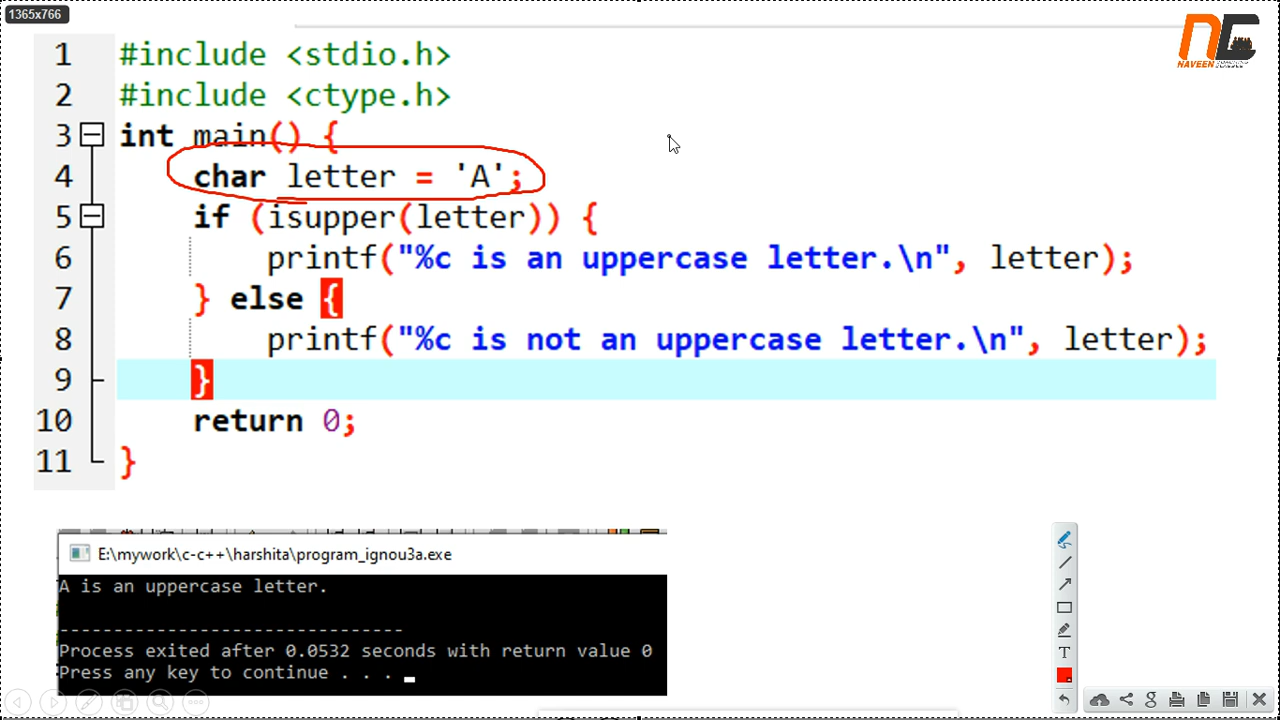 1365x766
NAVEEN
1 #include <stdio.h>
2 #include <ctype.h>
3 int main() {
4 char letter = 'A';
5 if (isupper(letter)) {
6 printf("%c is an uppercase letter.\n", letter);
7 } else {
8 printf("%c is not an uppercase letter.\n", letter);
9 }
10 return 0;
11 }
E:\mywork\c-c++\harshita\program_ignou3a.exe
A is an uppercase letter.
--------------------------------
Process exited after 0.0532 seconds with return value 0
Press any key to continue . . .